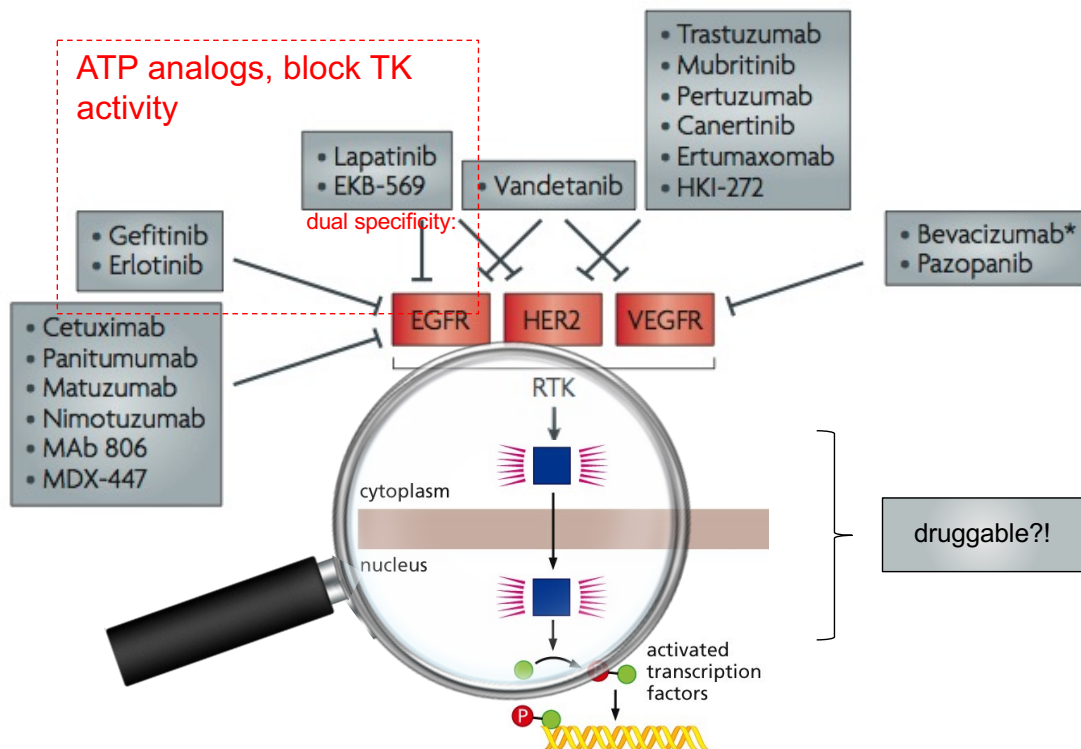 ATP analogs, block TK
activity
• Trastuzumab
• Mubritinib
• Pertuzumab
• Canertinib
• Ertumaxomab
• HKI-272
• Lapatinib
• EKB-569
• Vandetanib
dual specificity:
• Gefitinib
• Erlotinib
• Bevacizumab*
• Pazopanib
• Cetuximab
• Panitumumab
• Matuzumab
• Nimotuzumab
• MAb 806
• MDX-447
EGFR
HER2
VEGFR
RTK
cytoplasm
nucleus
druggable?!
activated
transcription
factors
P
P